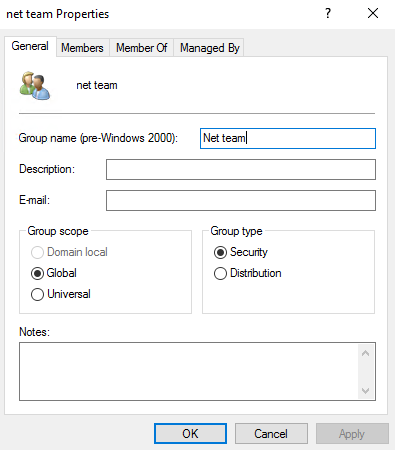 net team Properties
? ×
General Members Member Of Managed By
net team
Group name (pre-Windows 2000): Net team
Description:
E-mail:
Group scope Group type
Domain local Security
Global Distribution
Universal
Notes:
OK Cancel Apply